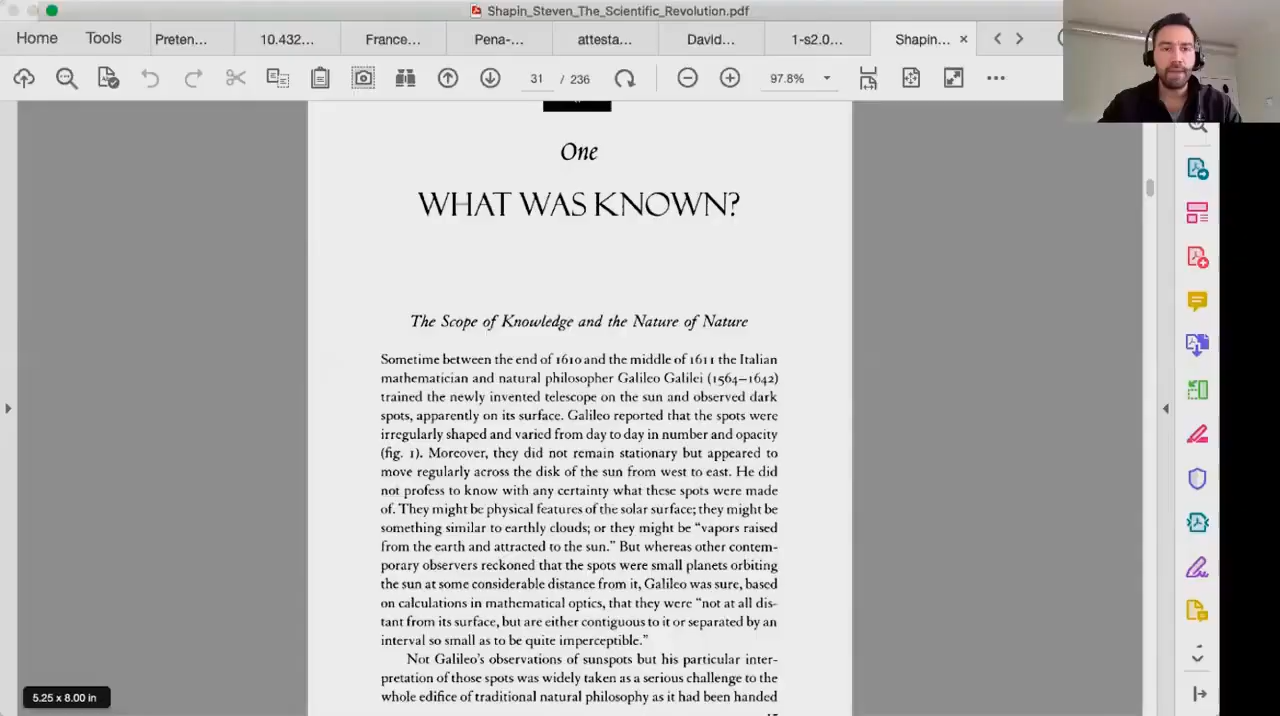 Shapin_Steven_The_Scientific_Revolution.pdf
Home Tools Preten... 10.432... France... Pena-... attesta... David... 1-s2.0... Shapin... ×
31 / 236 97.8%
One
WHAT WAS KNOWN?
The Scope of Knowledge and the Nature of Nature
Sometime between the end of 1610 and the middle of 1611 the Italian
mathematician and natural philosopher Galileo Galilei (1564–1642)
trained the newly invented telescope on the sun and observed dark
spots, apparently on its surface. Galileo reported that the spots were
irregularly shaped and varied from day to day in number and opacity
(fig. 1). Moreover, they did not remain stationary but appeared to
move regularly across the disk of the sun from west to east. He did
not profess to know with any certainty what these spots were made
of. They might be physical features of the solar surface; they might be
something similar to earthly clouds; or they might be “vapors raised
from the earth and attracted to the sun.” But whereas other contem-
porary observers reckoned that the spots were small planets orbiting
the sun at some considerable distance from it, Galileo was sure, based
on calculations in mathematical optics, that they were “not at all dis-
tant from its surface, but are either contiguous to it or separated by an
interval so small as to be quite imperceptible.”
Not Galileo’s observations of sunspots but his particular inter-
pretation of those spots was widely taken as a serious challenge to the
whole edifice of traditional natural philosophy as it had been handed
5.25 x 8.00 in